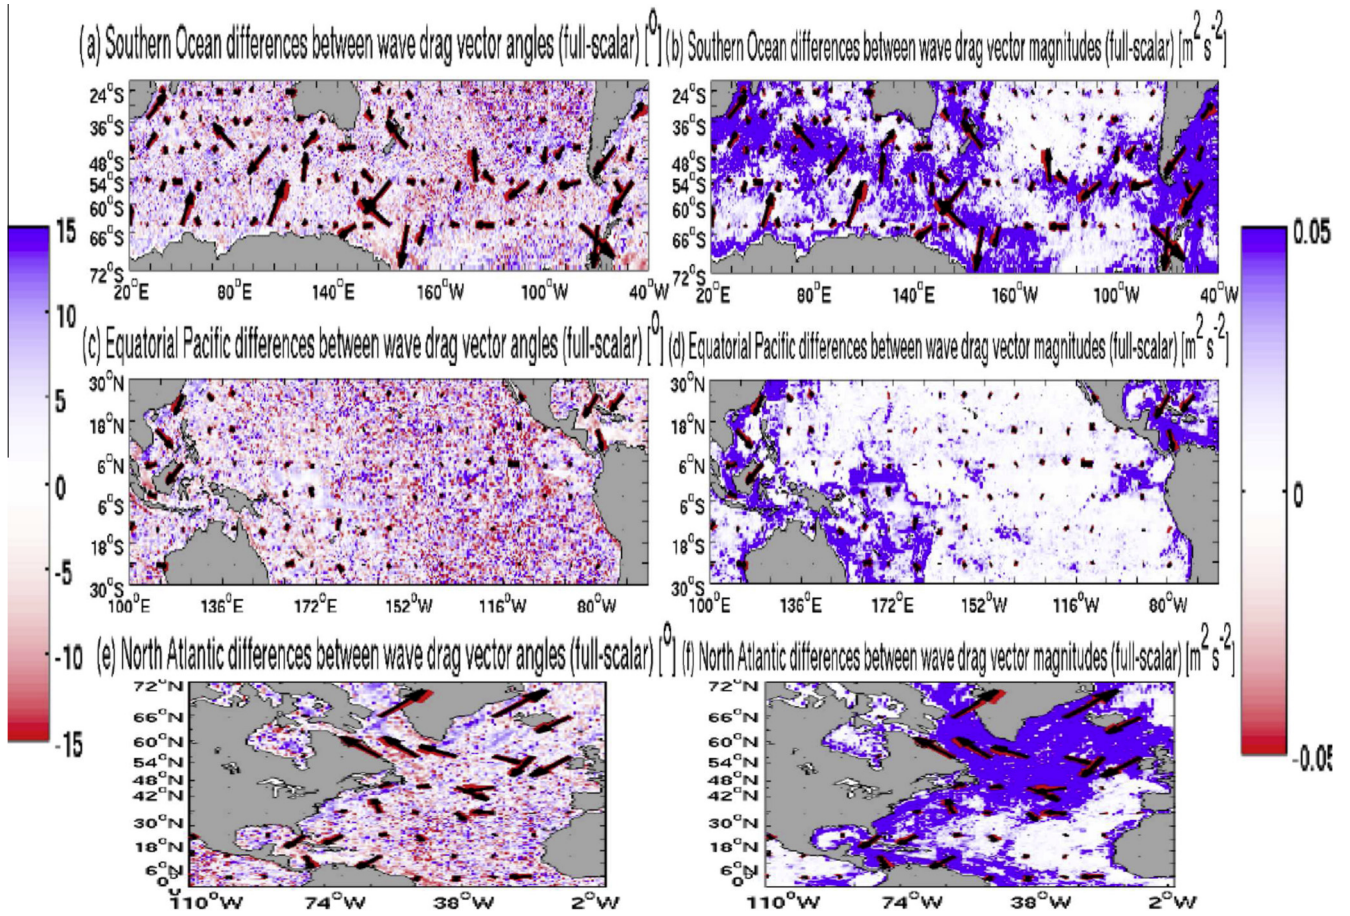 (a) Southern Ocean differences between wave drag vector angles (full-scalar) [⁰]
(b) Southern Ocean differences between wave drag vector magnitudes (full-scalar) [m² s⁻²]
24°S
36°S
48°S
54°S
60°S
66°S
72°S
20°E 80°E 140°E 160°W 100°W 40°W
24°S
36°S
48°S
54°S
60°S
66°S
72°S
20°E 80°E 140°E 160°W 100°W 40°W
15
10
5
0
-5
-10
-15
0.05
0
-0.05
(c) Equatorial Pacific differences between wave drag vector angles (full-scalar) [⁰]
(d) Equatorial Pacific differences between wave drag vector magnitudes (full-scalar) [m² s⁻²]
30°N
18°N
6°N
6°S
18°S
30°S
100°E 136°E 172°E 152°W 116°W 80°W
30°N
18°N
6°N
6°S
18°S
30°S
100°E 136°E 172°E 152°W 116°W 80°W
(e) North Atlantic differences between wave drag vector angles (full-scalar) [⁰]
(f) North Atlantic differences between wave drag vector magnitudes (full-scalar) [m² s⁻²]
72°N
66°N
60°N
54°N
48°N
42°N
30°N
18°N
6°N
110°W 74°W 38°W 2°W
72°N
66°N
60°N
54°N
48°N
42°N
30°N
18°N
6°N
110°W 74°W 38°W 2°W